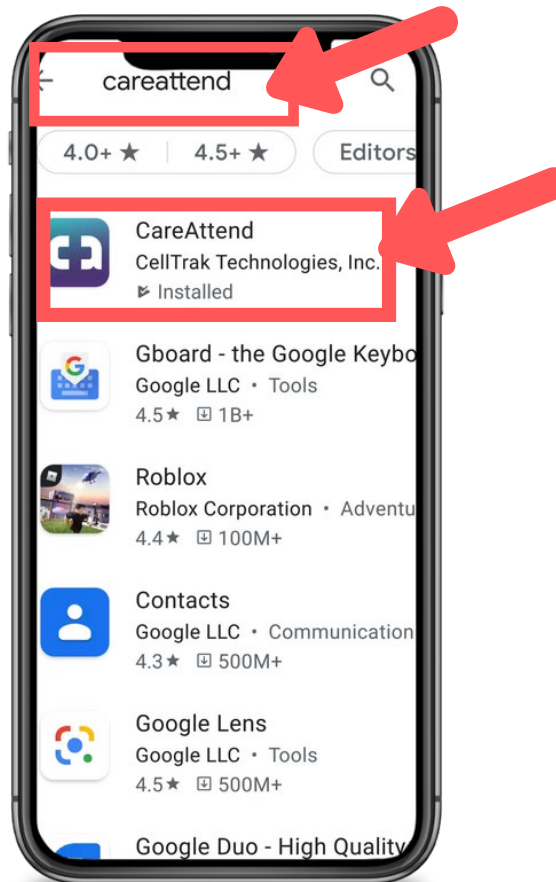 careattend
4.0+ ★ 4.5+ ★ Editors
CareAttend
CellTrak Technologies, Inc.
Installed
Gboard - the Google Keybo
Google LLC • Tools
4.5★ 1B+
Roblox
Roblox Corporation • Adventu
4.4★ 100M+
Contacts
Google LLC • Communication
4.3★ 500M+
Google Lens
Google LLC • Tools
4.5★ 500M+
Google Duo - High Quality